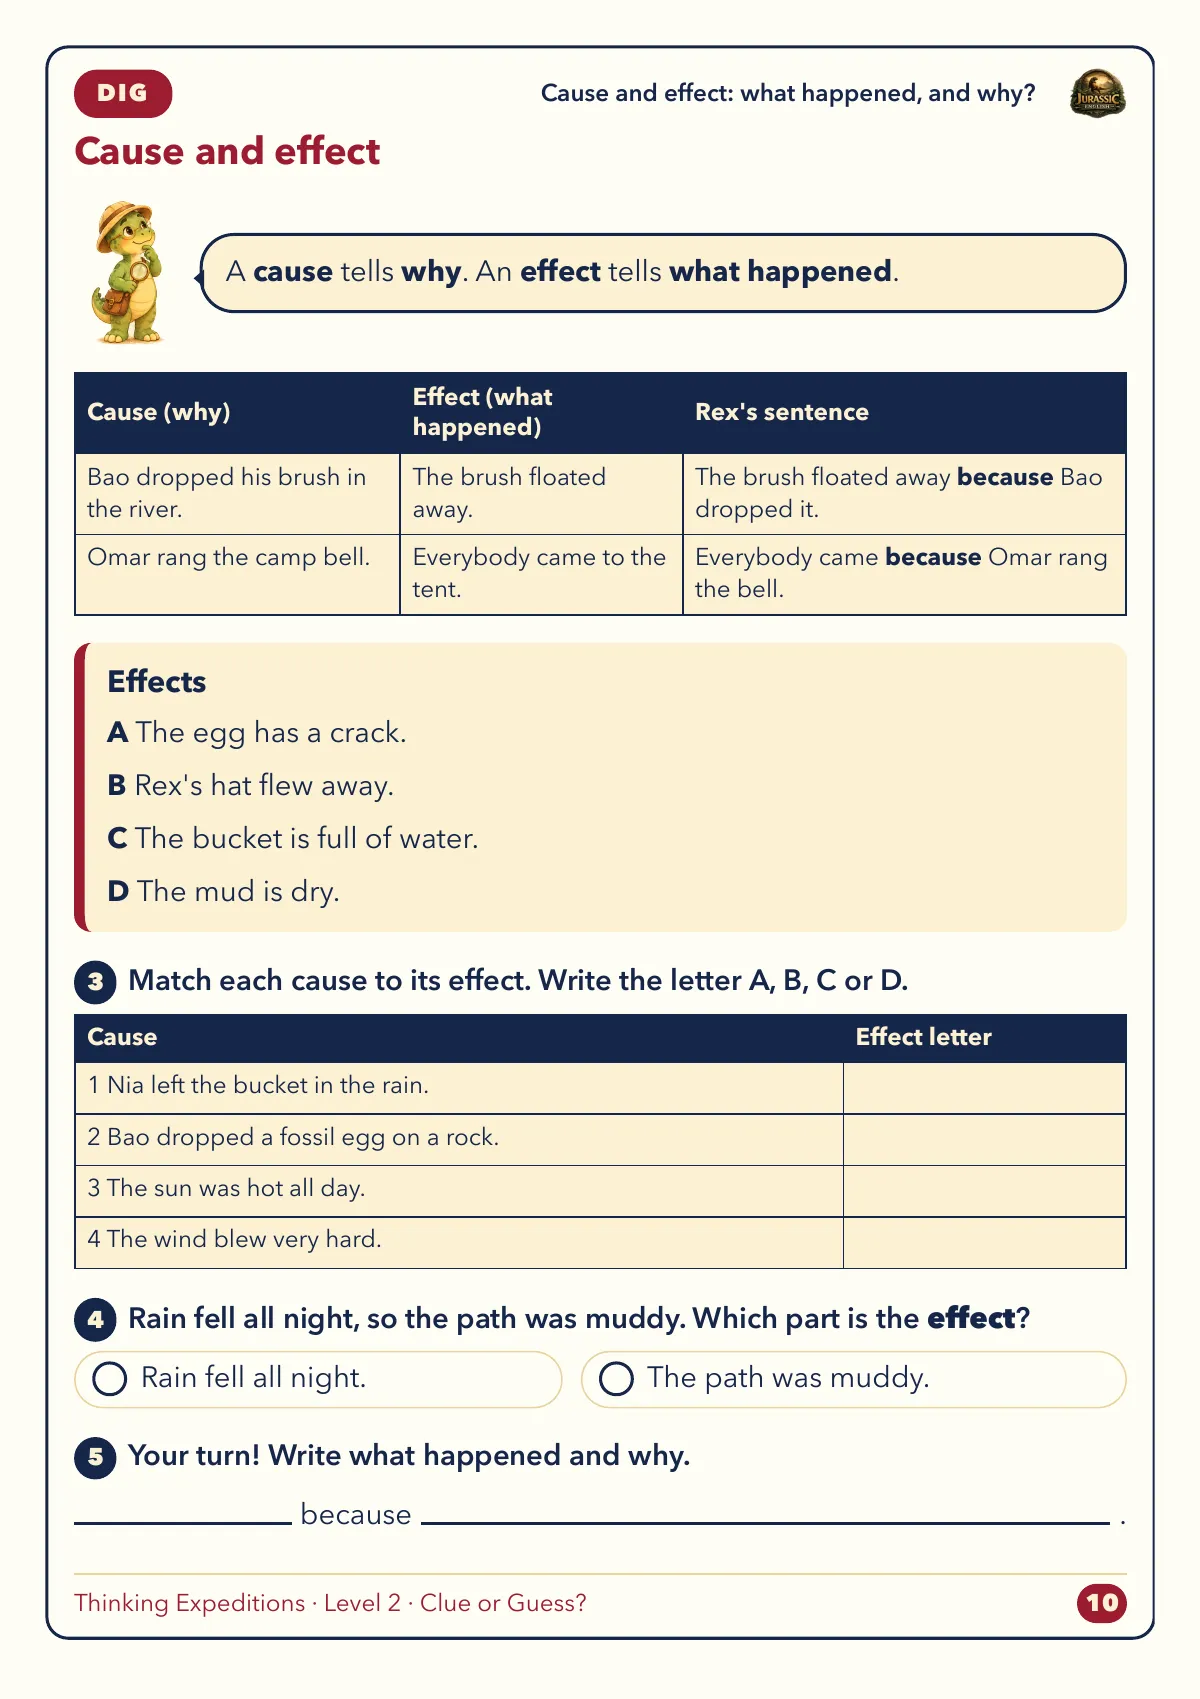 DIG
Cause and effect: what happened, and why?
JURASSIC
ENGLISH
Cause and effect
A cause tells why. An effect tells what happened.
Cause (why)
Effect (what
happened)
Rex's sentence
Bao dropped his brush in
the river.
The brush floated
away.
The brush floated away because Bao
dropped it.
Omar rang the camp bell.
Everybody came to the
tent.
Everybody came because Omar rang
the bell.
Effects
A The egg has a crack.
B Rex's hat flew away.
C The bucket is full of water.
D The mud is dry.
3 Match each cause to its effect. Write the letter A, B, C or D.
Cause
Effect letter
1 Nia left the bucket in the rain.
2 Bao dropped a fossil egg on a rock.
3 The sun was hot all day.
4 The wind blew very hard.
4 Rain fell all night, so the path was muddy. Which part is the effect?
Rain fell all night.
The path was muddy.
5 Your turn! Write what happened and why.
because .
Thinking Expeditions · Level 2 · Clue or Guess?
10